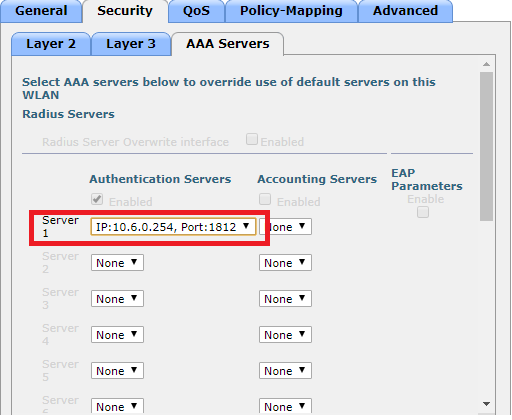 General Security QoS Policy-Mapping Advanced
Layer 2 Layer 3 AAA Servers
Select AAA servers below to override use of default servers on this
WLAN
Radius Servers
Radius Server Overwrite interface Enabled
Authentication Servers Accounting Servers EAP
Parameters
Enabled Enabled Enable
Server
1 IP:10.6.0.254, Port:1812 None
Server
2 None None
Server
3 None None
Server
4 None None
Server
5 None None
Server
6 None None